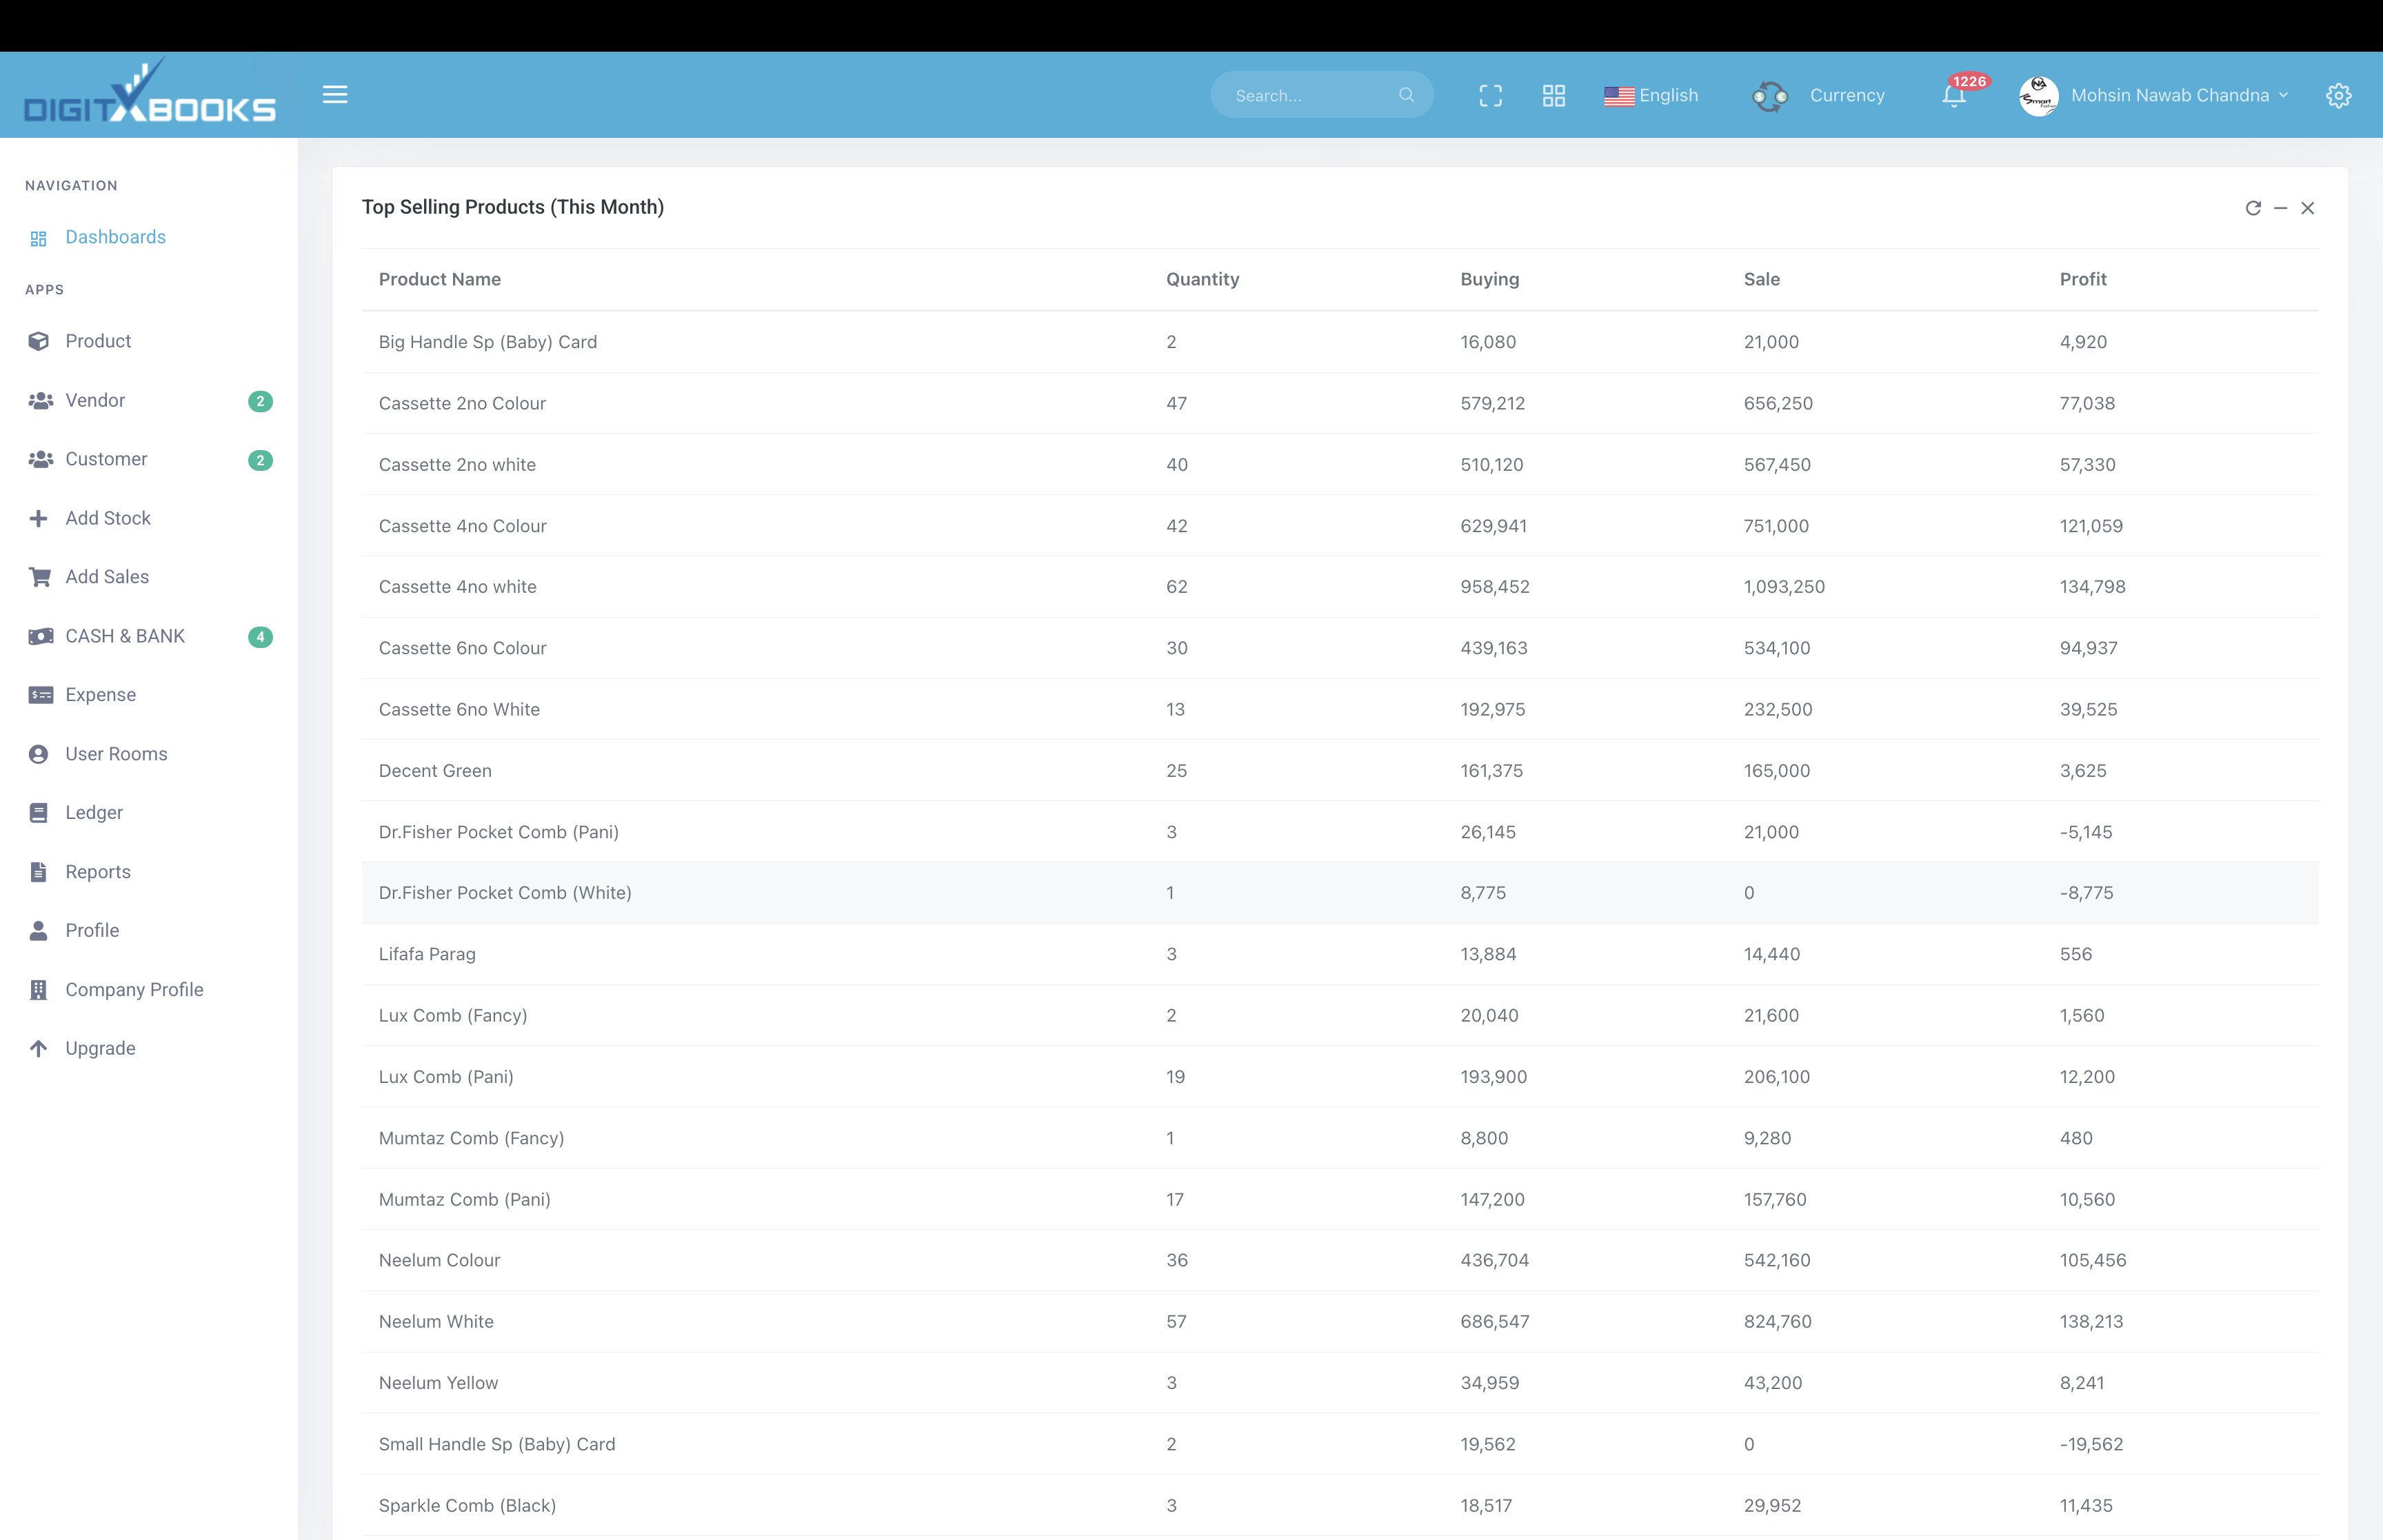 DIGITXBOOKS
Search...
English
Currency
1226
Mohsin Nawab Chandna
NAVIGATION
Dashboards
APPS
Product
Vendor 2
Customer 2
Add Stock
Add Sales
CASH & BANK 4
Expense
User Rooms
Ledger
Reports
Profile
Company Profile
Upgrade
Top Selling Products (This Month)
Product Name Quantity Buying Sale Profit
Big Handle Sp (Baby) Card 2 16,080 21,000 4,920
Cassette 2no Colour 47 579,212 656,250 77,038
Cassette 2no white 40 510,120 567,450 57,330
Cassette 4no Colour 42 629,941 751,000 121,059
Cassette 4no white 62 958,452 1,093,250 134,798
Cassette 6no Colour 30 439,163 534,100 94,937
Cassette 6no White 13 192,975 232,500 39,525
Decent Green 25 161,375 165,000 3,625
Dr.Fisher Pocket Comb (Pani) 3 26,145 21,000 -5,145
Dr.Fisher Pocket Comb (White) 1 8,775 0 -8,775
Lifafa Parag 3 13,884 14,440 556
Lux Comb (Fancy) 2 20,040 21,600 1,560
Lux Comb (Pani) 19 193,900 206,100 12,200
Mumtaz Comb (Fancy) 1 8,800 9,280 480
Mumtaz Comb (Pani) 17 147,200 157,760 10,560
Neelum Colour 36 436,704 542,160 105,456
Neelum White 57 686,547 824,760 138,213
Neelum Yellow 3 34,959 43,200 8,241
Small Handle Sp (Baby) Card 2 19,562 0 -19,562
Sparkle Comb (Black) 3 18,517 29,952 11,435